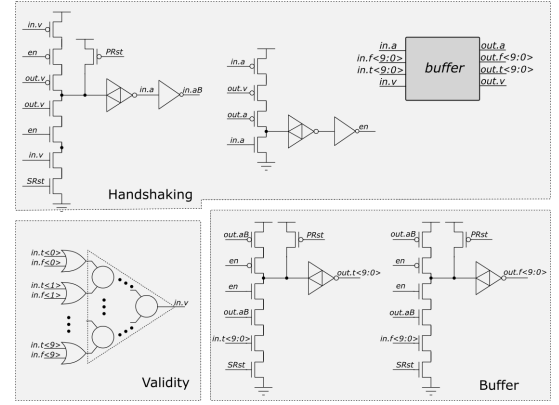 in.v
en
out.v
out.v
en
in.v
SRst
PRst
in.a
in.aB
Handshaking
in.a
out.v
out.a
in.a
en
in.a
in.f<9:0>
in.t<9:0>
in.v
buffer
out.a
out.f<9:0>
out.t<9:0>
out.v
in.t<0>
in.f<0>
in.t<1>
in.f<1>
in.t<9>
in.f<9>
in.v
Validity
out.aB
en
en
out.aB
in.t<9:0>
SRst
PRst
out.t<9:0>
out.aB
en
en
out.aB
in.f<9:0>
SRst
PRst
out.f<9:0>
Buffer